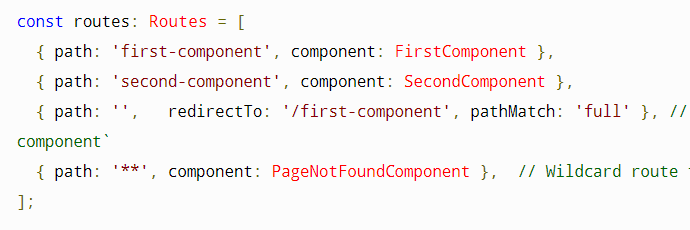 const routes: Routes = [
{ path: 'first-component', component: FirstComponent },
{ path: 'second-component', component: SecondComponent },
{ path: '',   redirectTo: '/first-component', pathMatch: 'full' }, //
component`
{ path: '**', component: PageNotFoundComponent },  // Wildcard route
];